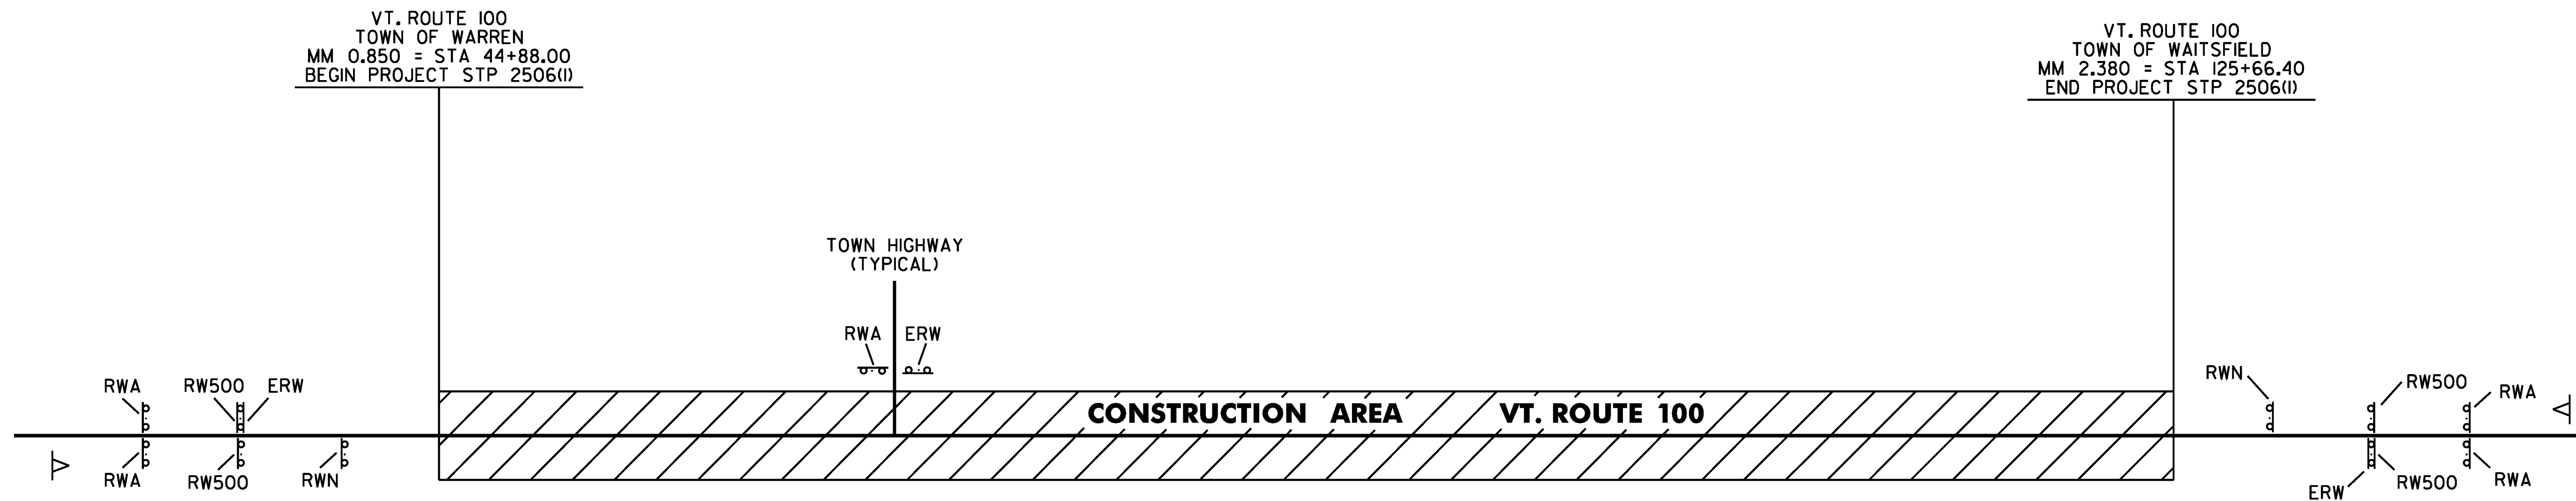 VT. ROUTE 100
TOWN OF WARREN
MM 0.850 = STA 44+88.00
BEGIN PROJECT STP 2506(1)
VT. ROUTE 100
TOWN OF WAITSFIELD
MM 2.380 = STA 125+66.40
END PROJECT STP 2506(1)
TOWN HIGHWAY
(TYPICAL)
RWA
ERW
RWA
RW500
ERW
RWA
RW500
RWN
CONSTRUCTION AREA
VT. ROUTE 100
RWN
RW500
RWA
ERW
RW500
RWA